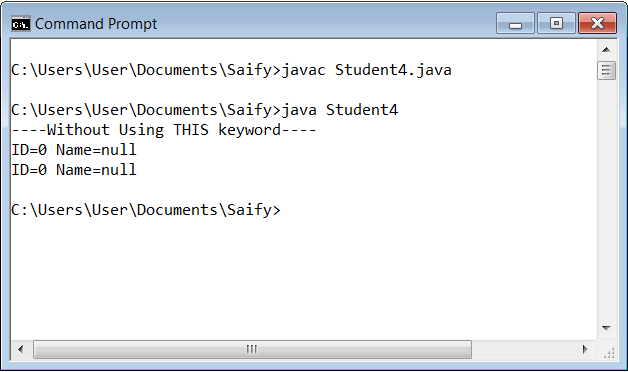 Command Prompt
C:\Users\User\Documents\Saify>javac Student4.java
C:\Users\User\Documents\Saify>java Student4
----Without Using THIS keyword----
ID=0 Name=null
ID=0 Name=null
C:\Users\User\Documents\Saify>